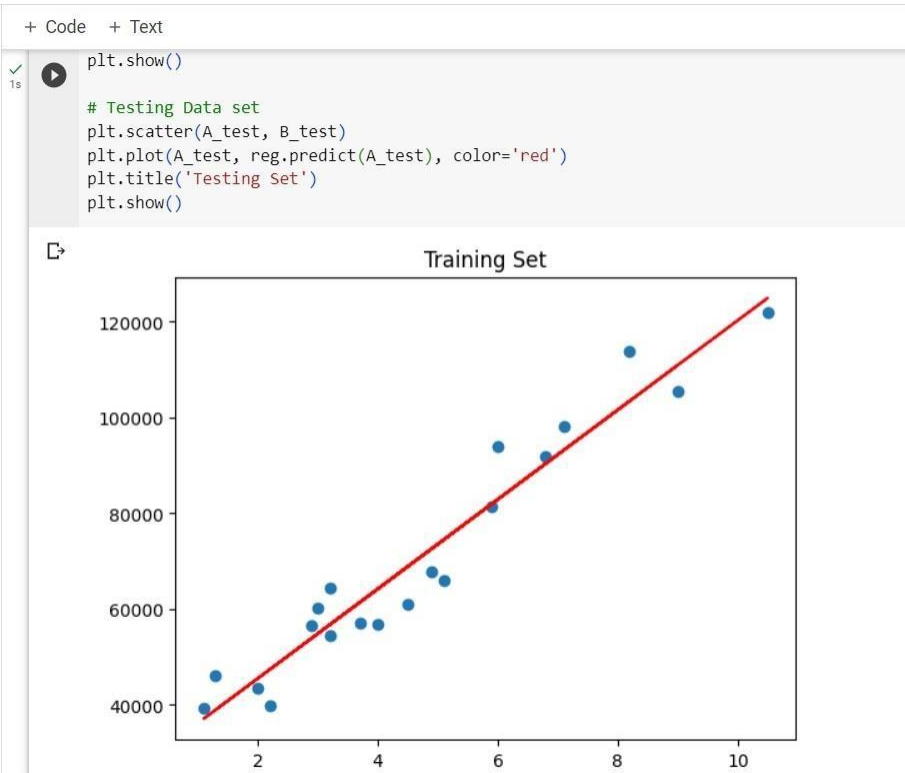 + Code + Text
plt.show()
1s
# Testing Data set
plt.scatter(A_test, B_test)
plt.plot(A_test, reg.predict(A_test), color='red')
plt.title('Testing Set')
plt.show()
Training Set
120000
100000
80000
60000
40000
2 4 6 8 10